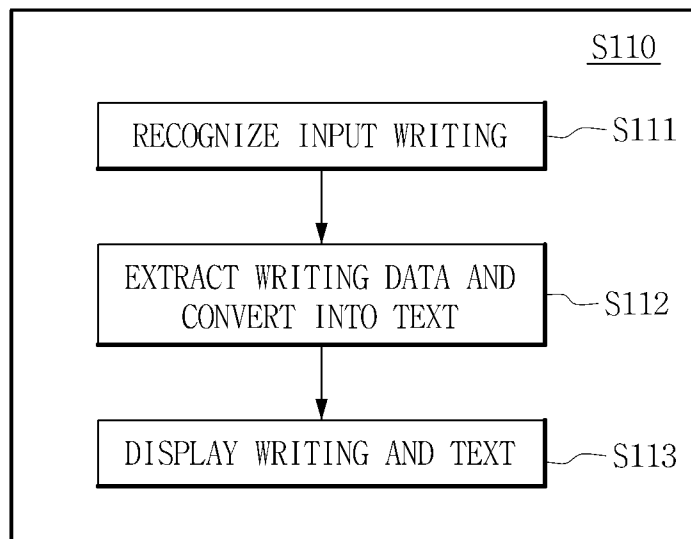 S110
RECOGNIZE INPUT WRITING
S111
EXTRACT WRITING DATA AND
CONVERT INTO TEXT
S112
DISPLAY WRITING AND TEXT
S113